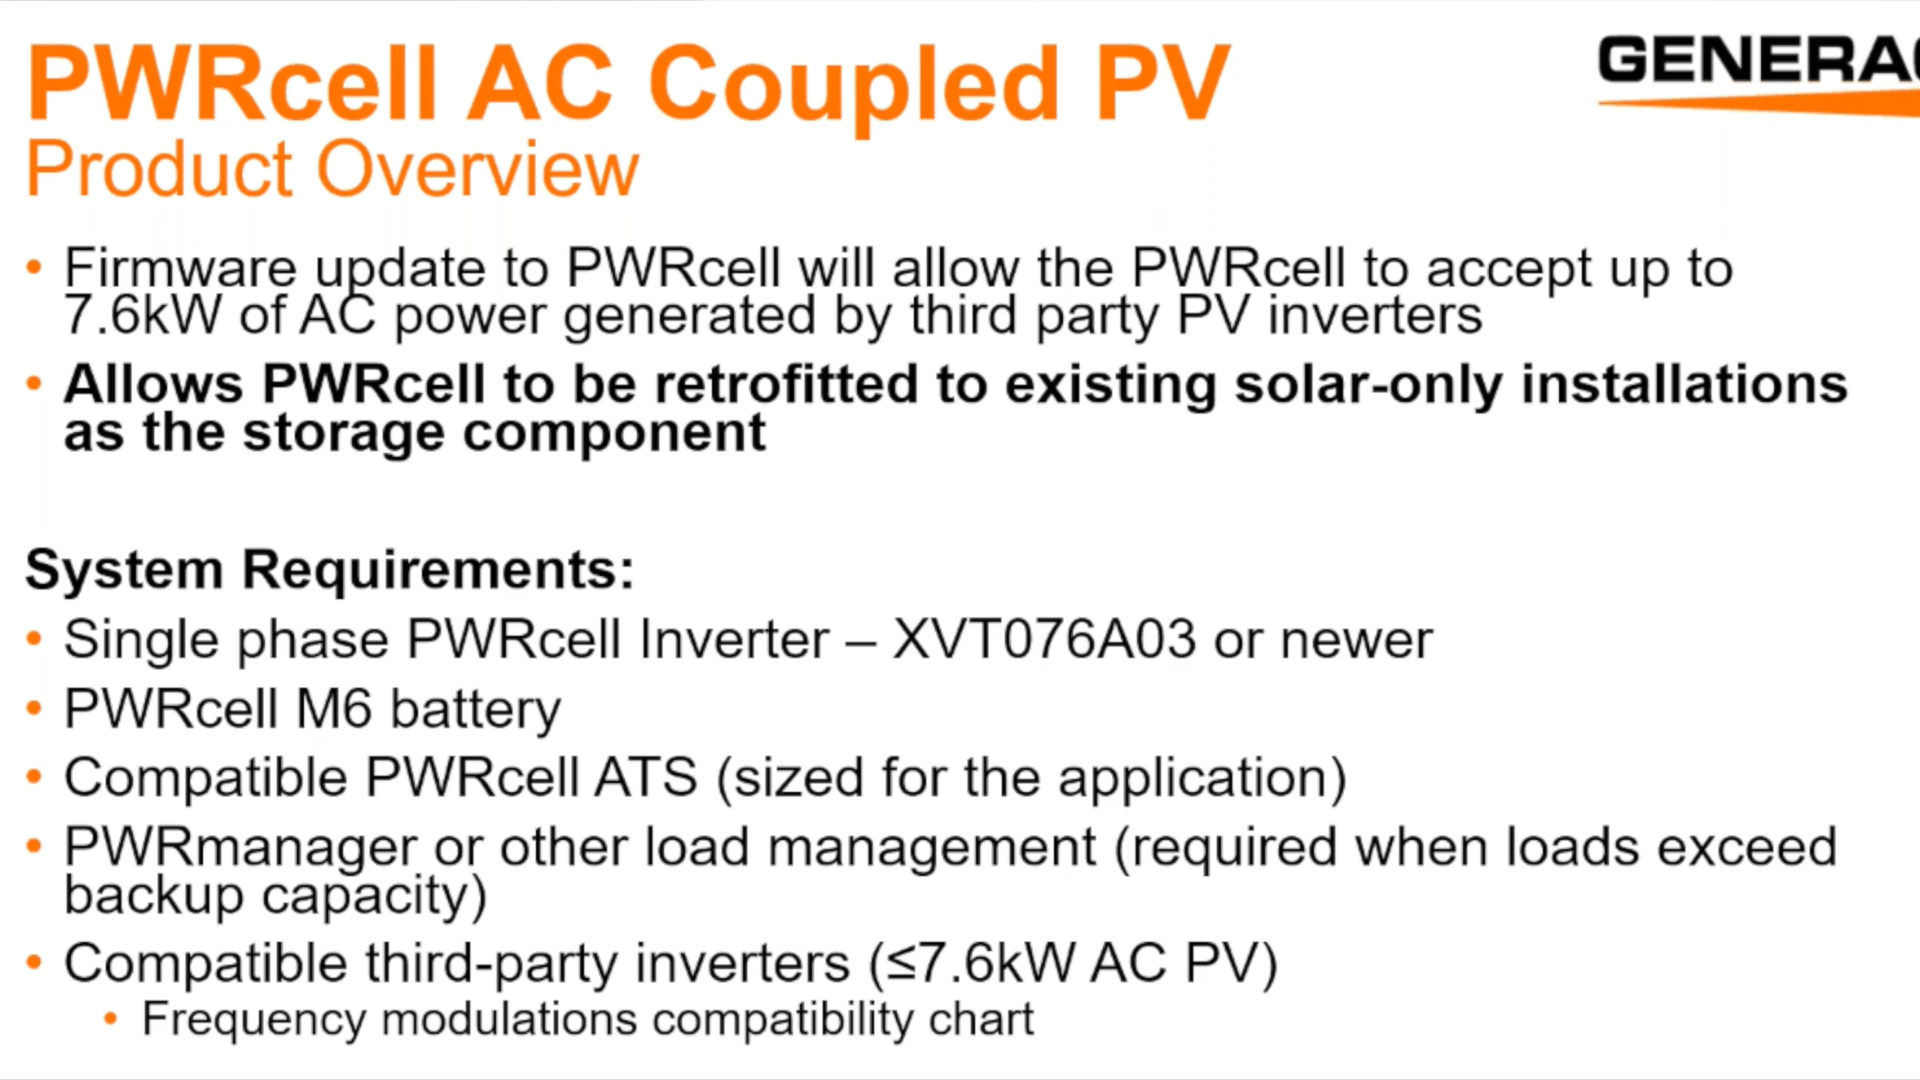 PWRcell AC Coupled PV
GENERAC
Product Overview
• Firmware update to PWRcell will allow the PWRcell to accept up to
7.6kW of AC power generated by third party PV inverters
• Allows PWRcell to be retrofitted to existing solar-only installations
as the storage component
System Requirements:
• Single phase PWRcell Inverter – XVT076A03 or newer
• PWRcell M6 battery
• Compatible PWRcell ATS (sized for the application)
• PWRmanager or other load management (required when loads exceed
backup capacity)
• Compatible third-party inverters (≤7.6kW AC PV)
• Frequency modulations compatibility chart